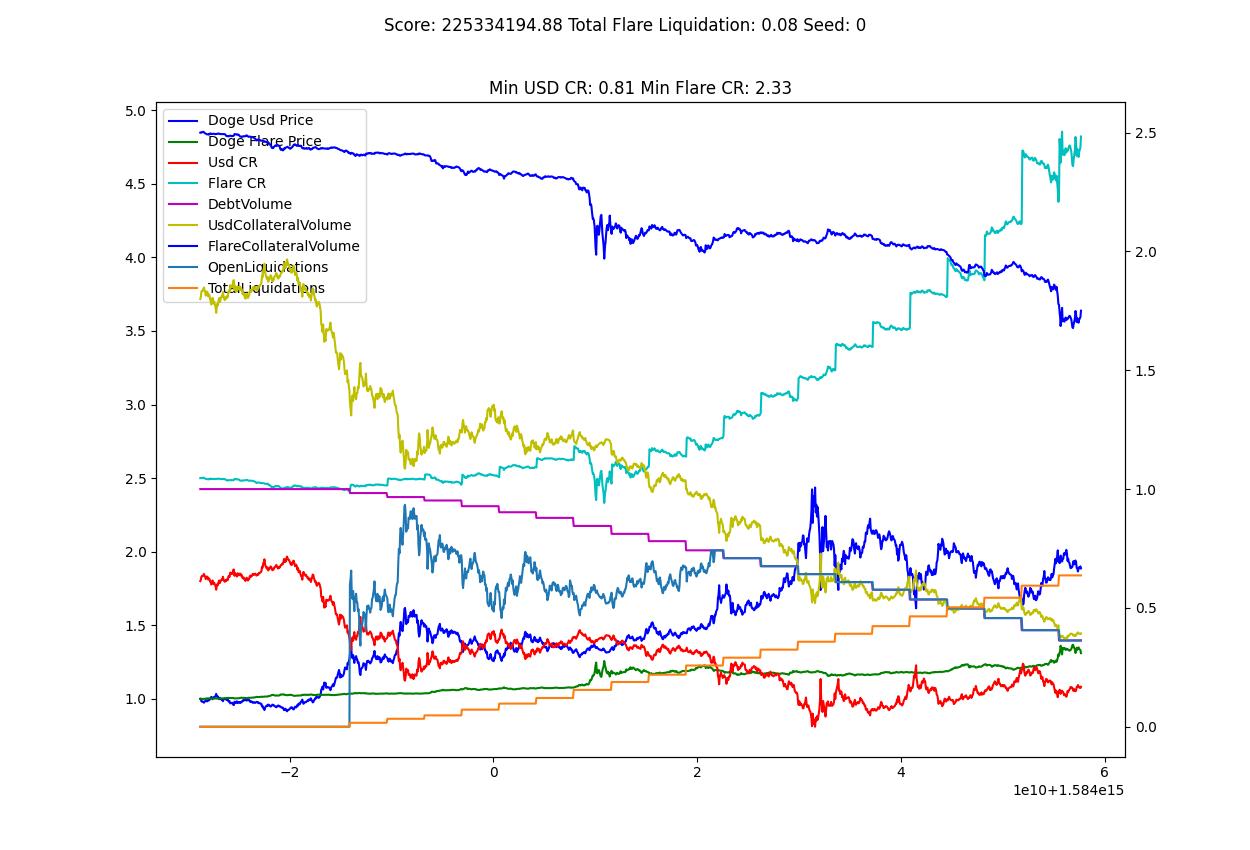 Score: 225334194.88 Total Flare Liquidation: 0.08 Seed: 0
Min USD CR: 0.81 Min Flare CR: 2.33
Doge Usd Price
Doge Flare Price
Usd CR
Flare CR
DebtVolume
UsdCollateralVolume
FlareCollateralVolume
OpenLiquidations
TotalLiquidations
5.0
4.5
4.0
3.5
3.0
2.5
2.0
1.5
1.0
2.5
2.0
1.5
1.0
0.5
0.0
−2
0
2
4
6
1e10+1.584e15